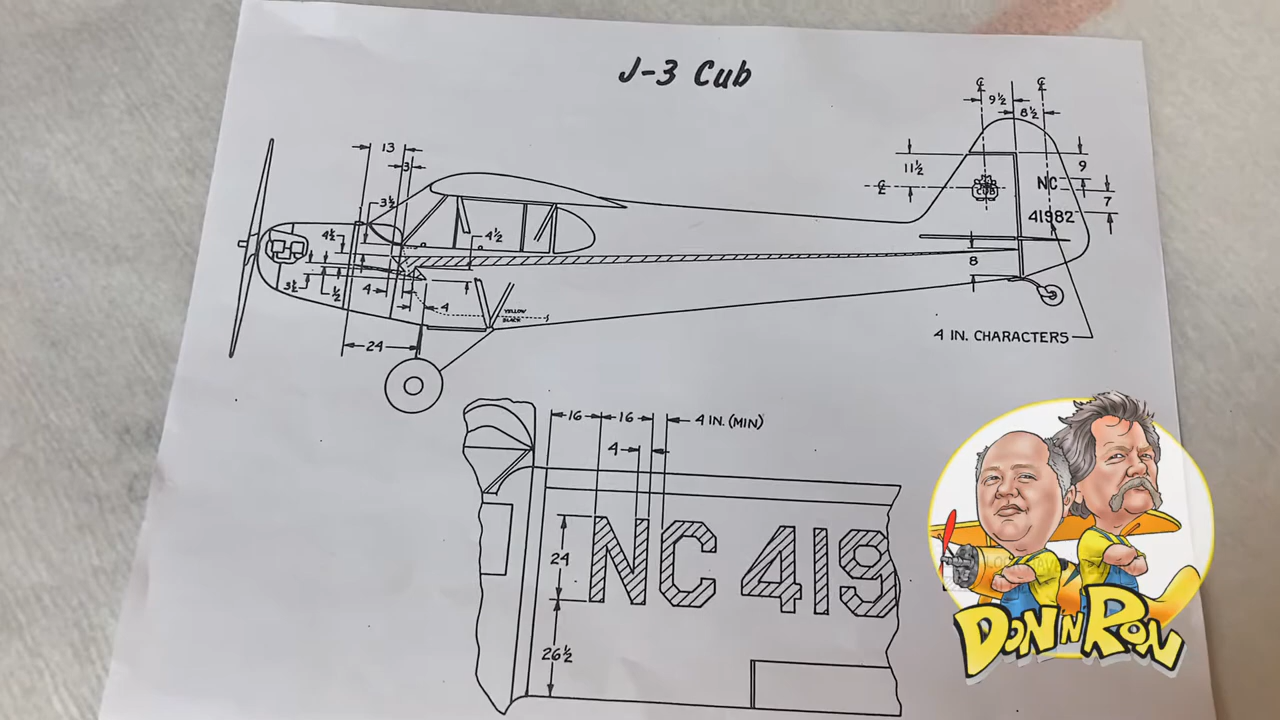 J-3 Cub
℄ ℄
9½ 8½
13
3
11½
9
3½
℄
CUB
NC
7
41982
4½
4½
8
3½
½
4
4
YELLOW
BLACK
24
4 IN. CHARACTERS
16 16 4 IN. (MIN)
4
24
NC 419
26½
DON 'N RON